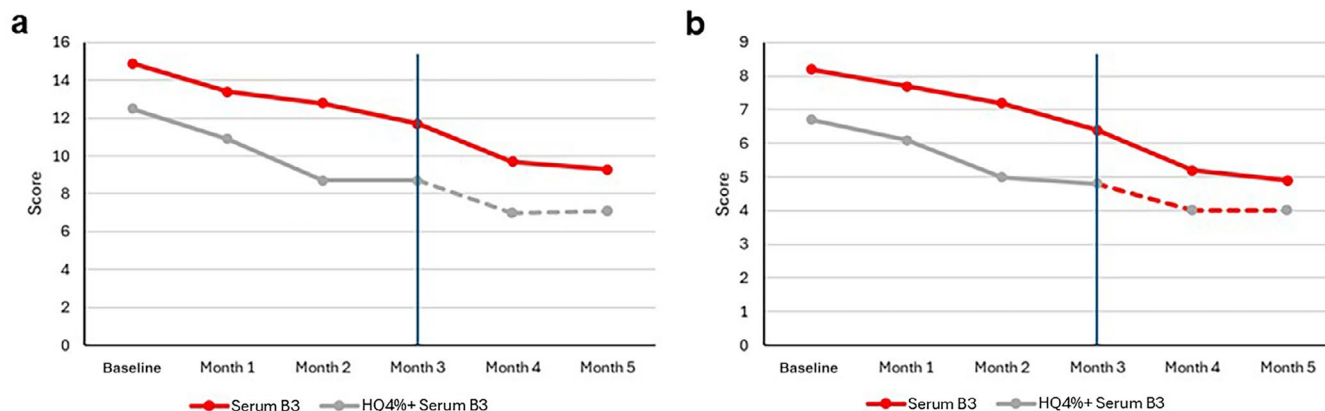 a
Score
16
14
12
10
8
6
4
2
0
Baseline Month 1 Month 2 Month 3 Month 4 Month 5
Serum B3 HQ4%+ Serum B3
b
Score
9
8
7
6
5
4
3
2
1
0
Baseline Month 1 Month 2 Month 3 Month 4 Month 5
Serum B3 HQ4%+ Serum B3